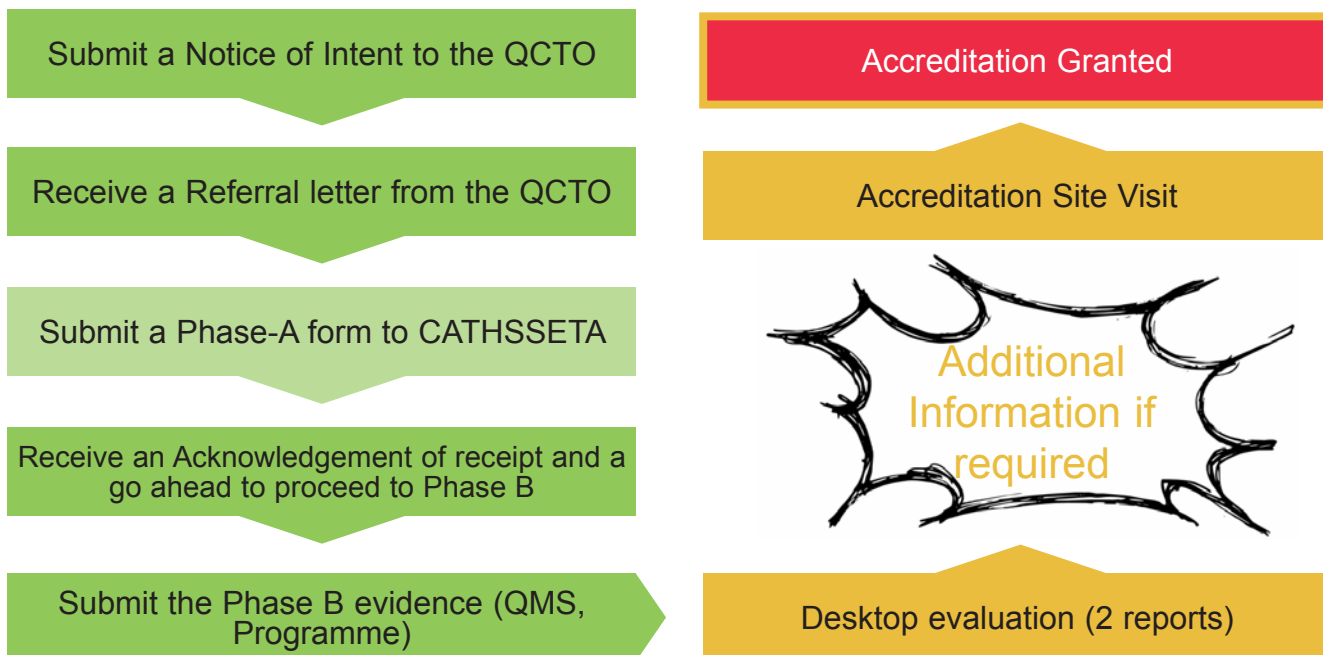 Submit a Notice of Intent to the QCTO
Receive a Referral letter from the QCTO
Submit a Phase-A form to CATHSSETA
Receive an Acknowledgement of receipt and a
go ahead to proceed to Phase B
Submit the Phase B evidence (QMS,
Programme)
Desktop evaluation (2 reports)
Additional
Information if
required
Accreditation Site Visit
Accreditation Granted